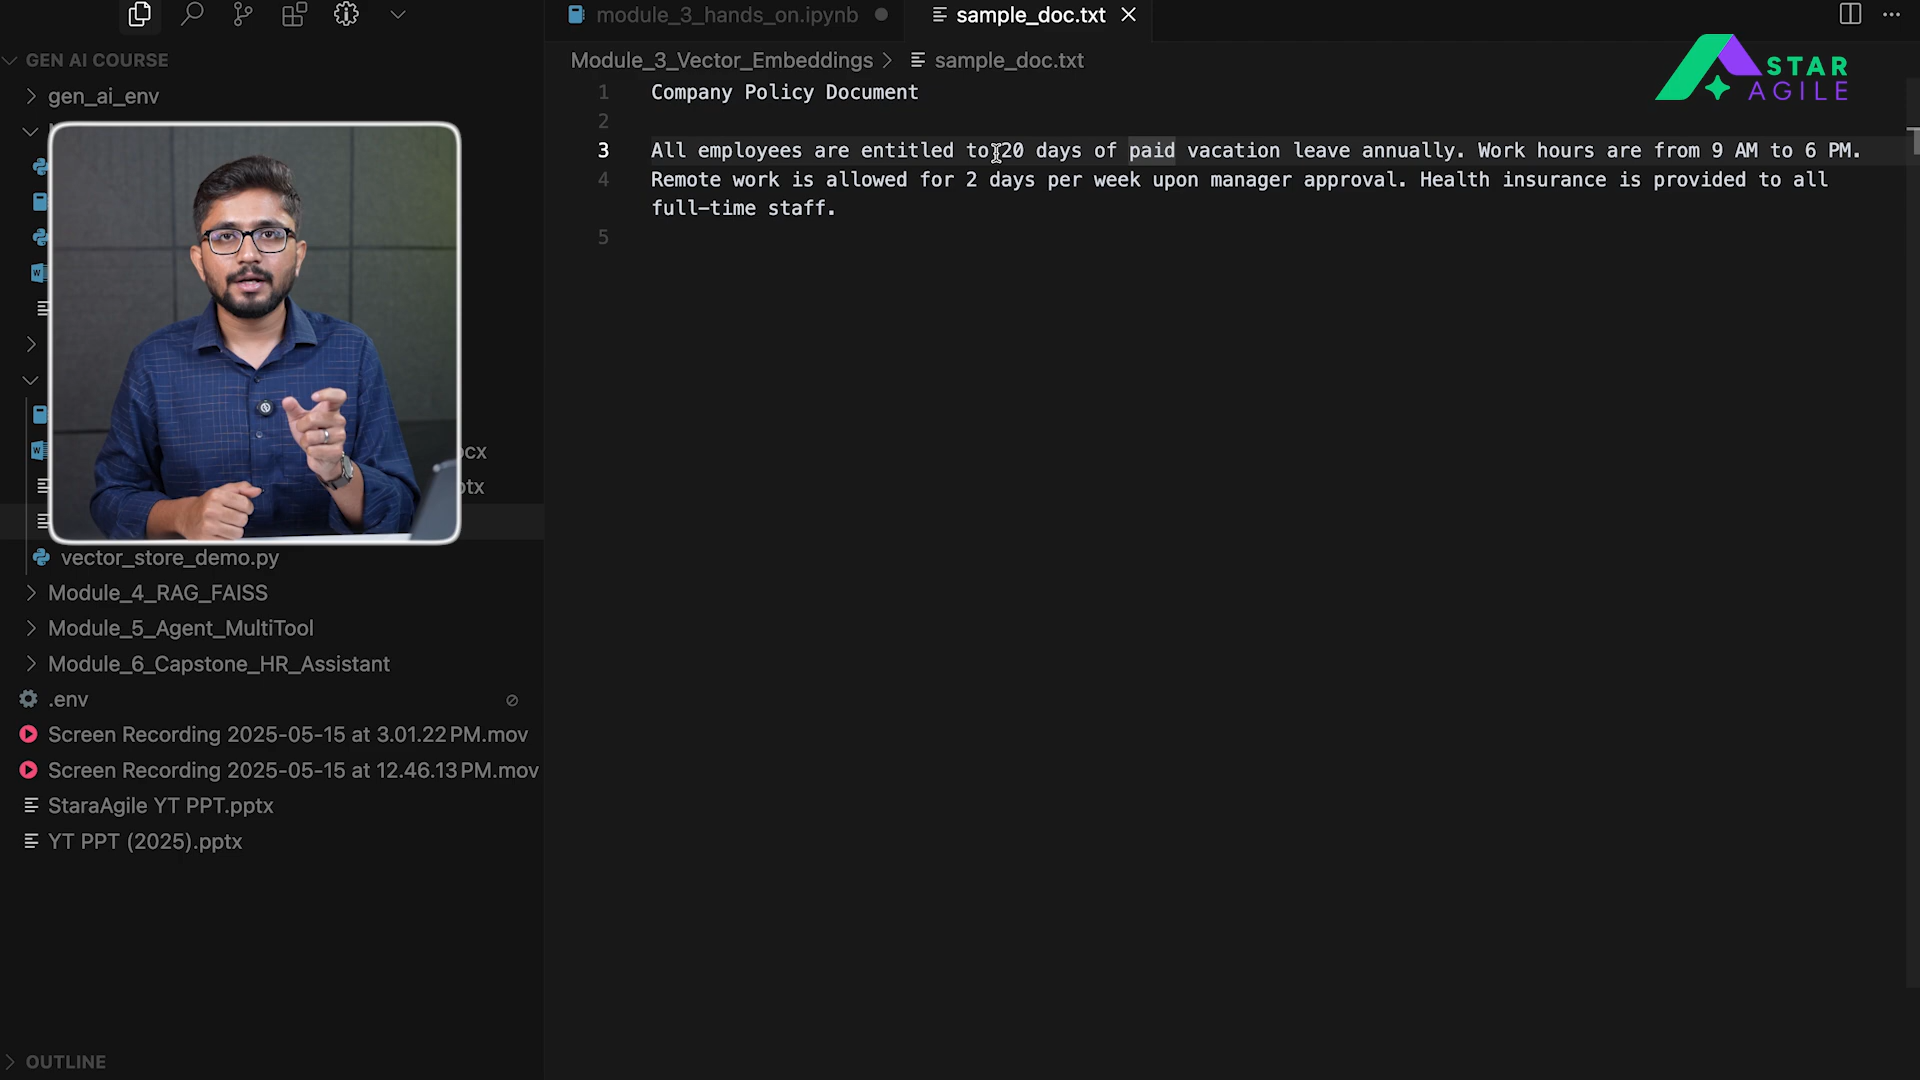 module_3_hands_on.ipynb
sample_doc.txt
GEN AI COURSE
Module_3_Vector_Embeddings > sample_doc.txt
STAR
AGILE
gen_ai_env
1 Company Policy Document
2
3 All employees are entitled to 20 days of paid vacation leave annually. Work hours are from 9 AM to 6 PM.
4 Remote work is allowed for 2 days per week upon manager approval. Health insurance is provided to all
full-time staff.
5
cx
tx
vector_store_demo.py
Module_4_RAG_FAISS
Module_5_Agent_MultiTool
Module_6_Capstone_HR_Assistant
.env
Screen Recording 2025-05-15 at 3.01.22 PM.mov
Screen Recording 2025-05-15 at 12.46.13 PM.mov
StaraAgile YT PPT.pptx
YT PPT (2025).pptx
OUTLINE